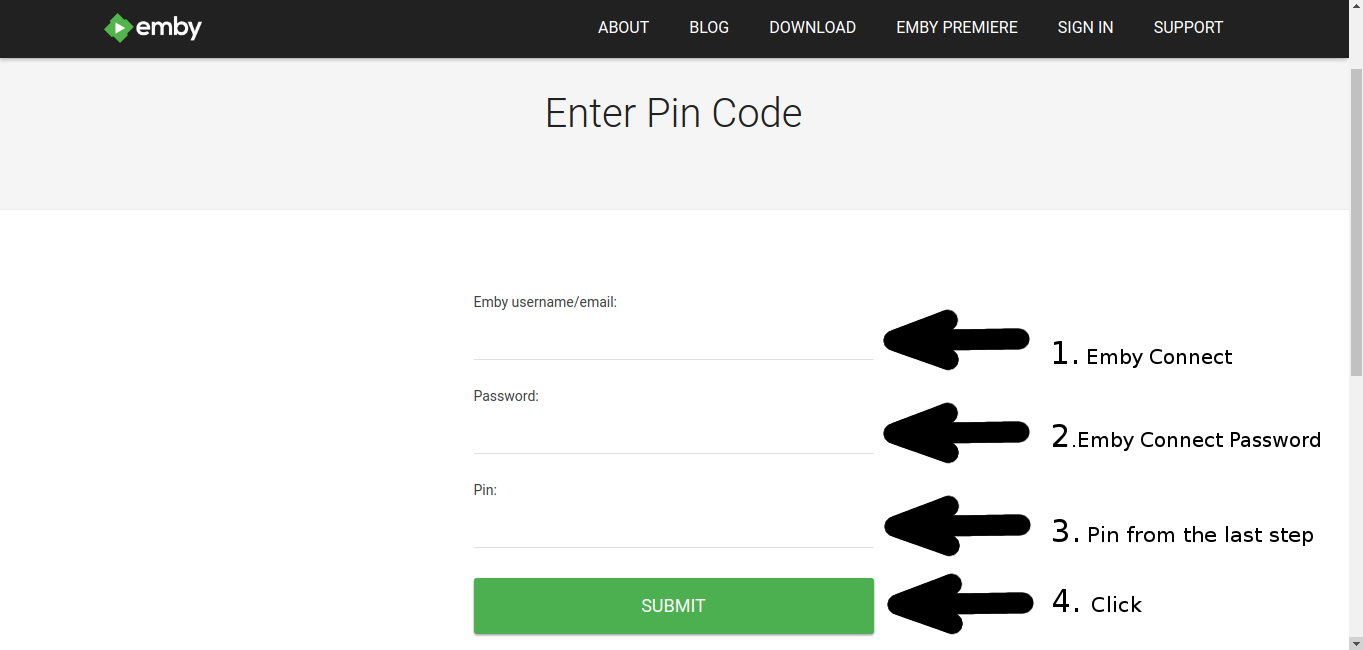 emby
ABOUT BLOG DOWNLOAD EMBY PREMIERE SIGN IN SUPPORT
Enter Pin Code
Emby username/email:
1. Emby Connect
Password:
2.Emby Connect Password
Pin:
3. Pin from the last step
SUBMIT
4. Click